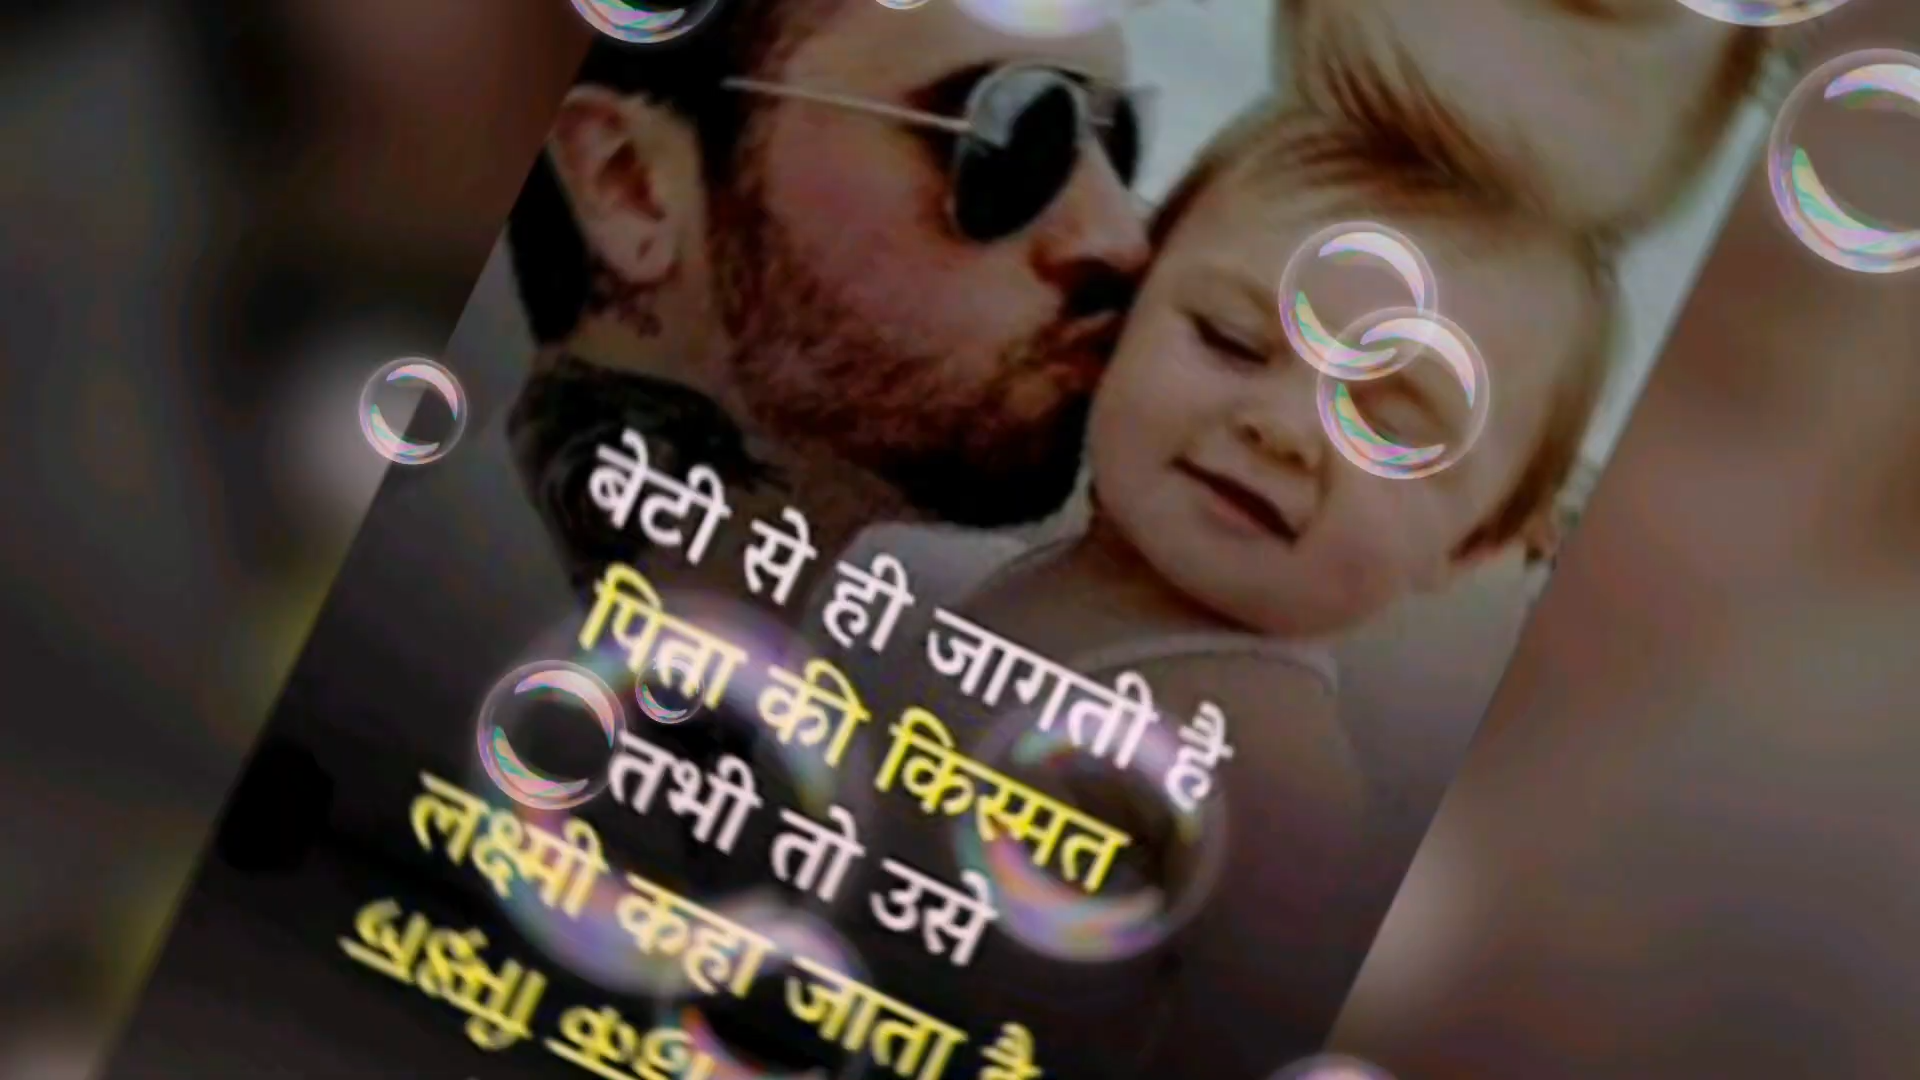 बेटी से ही जागती है
पिता की किस्मत
तभी तो उसे
लक्ष्मी कहा जाता है